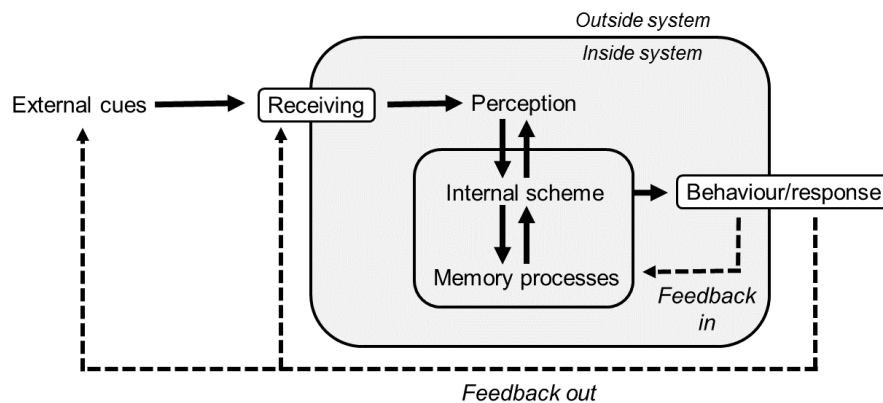 Outside system
Inside system
External cues
Receiving
Perception
Internal scheme
Behaviour/response
Memory processes
Feedback
in
Feedback out